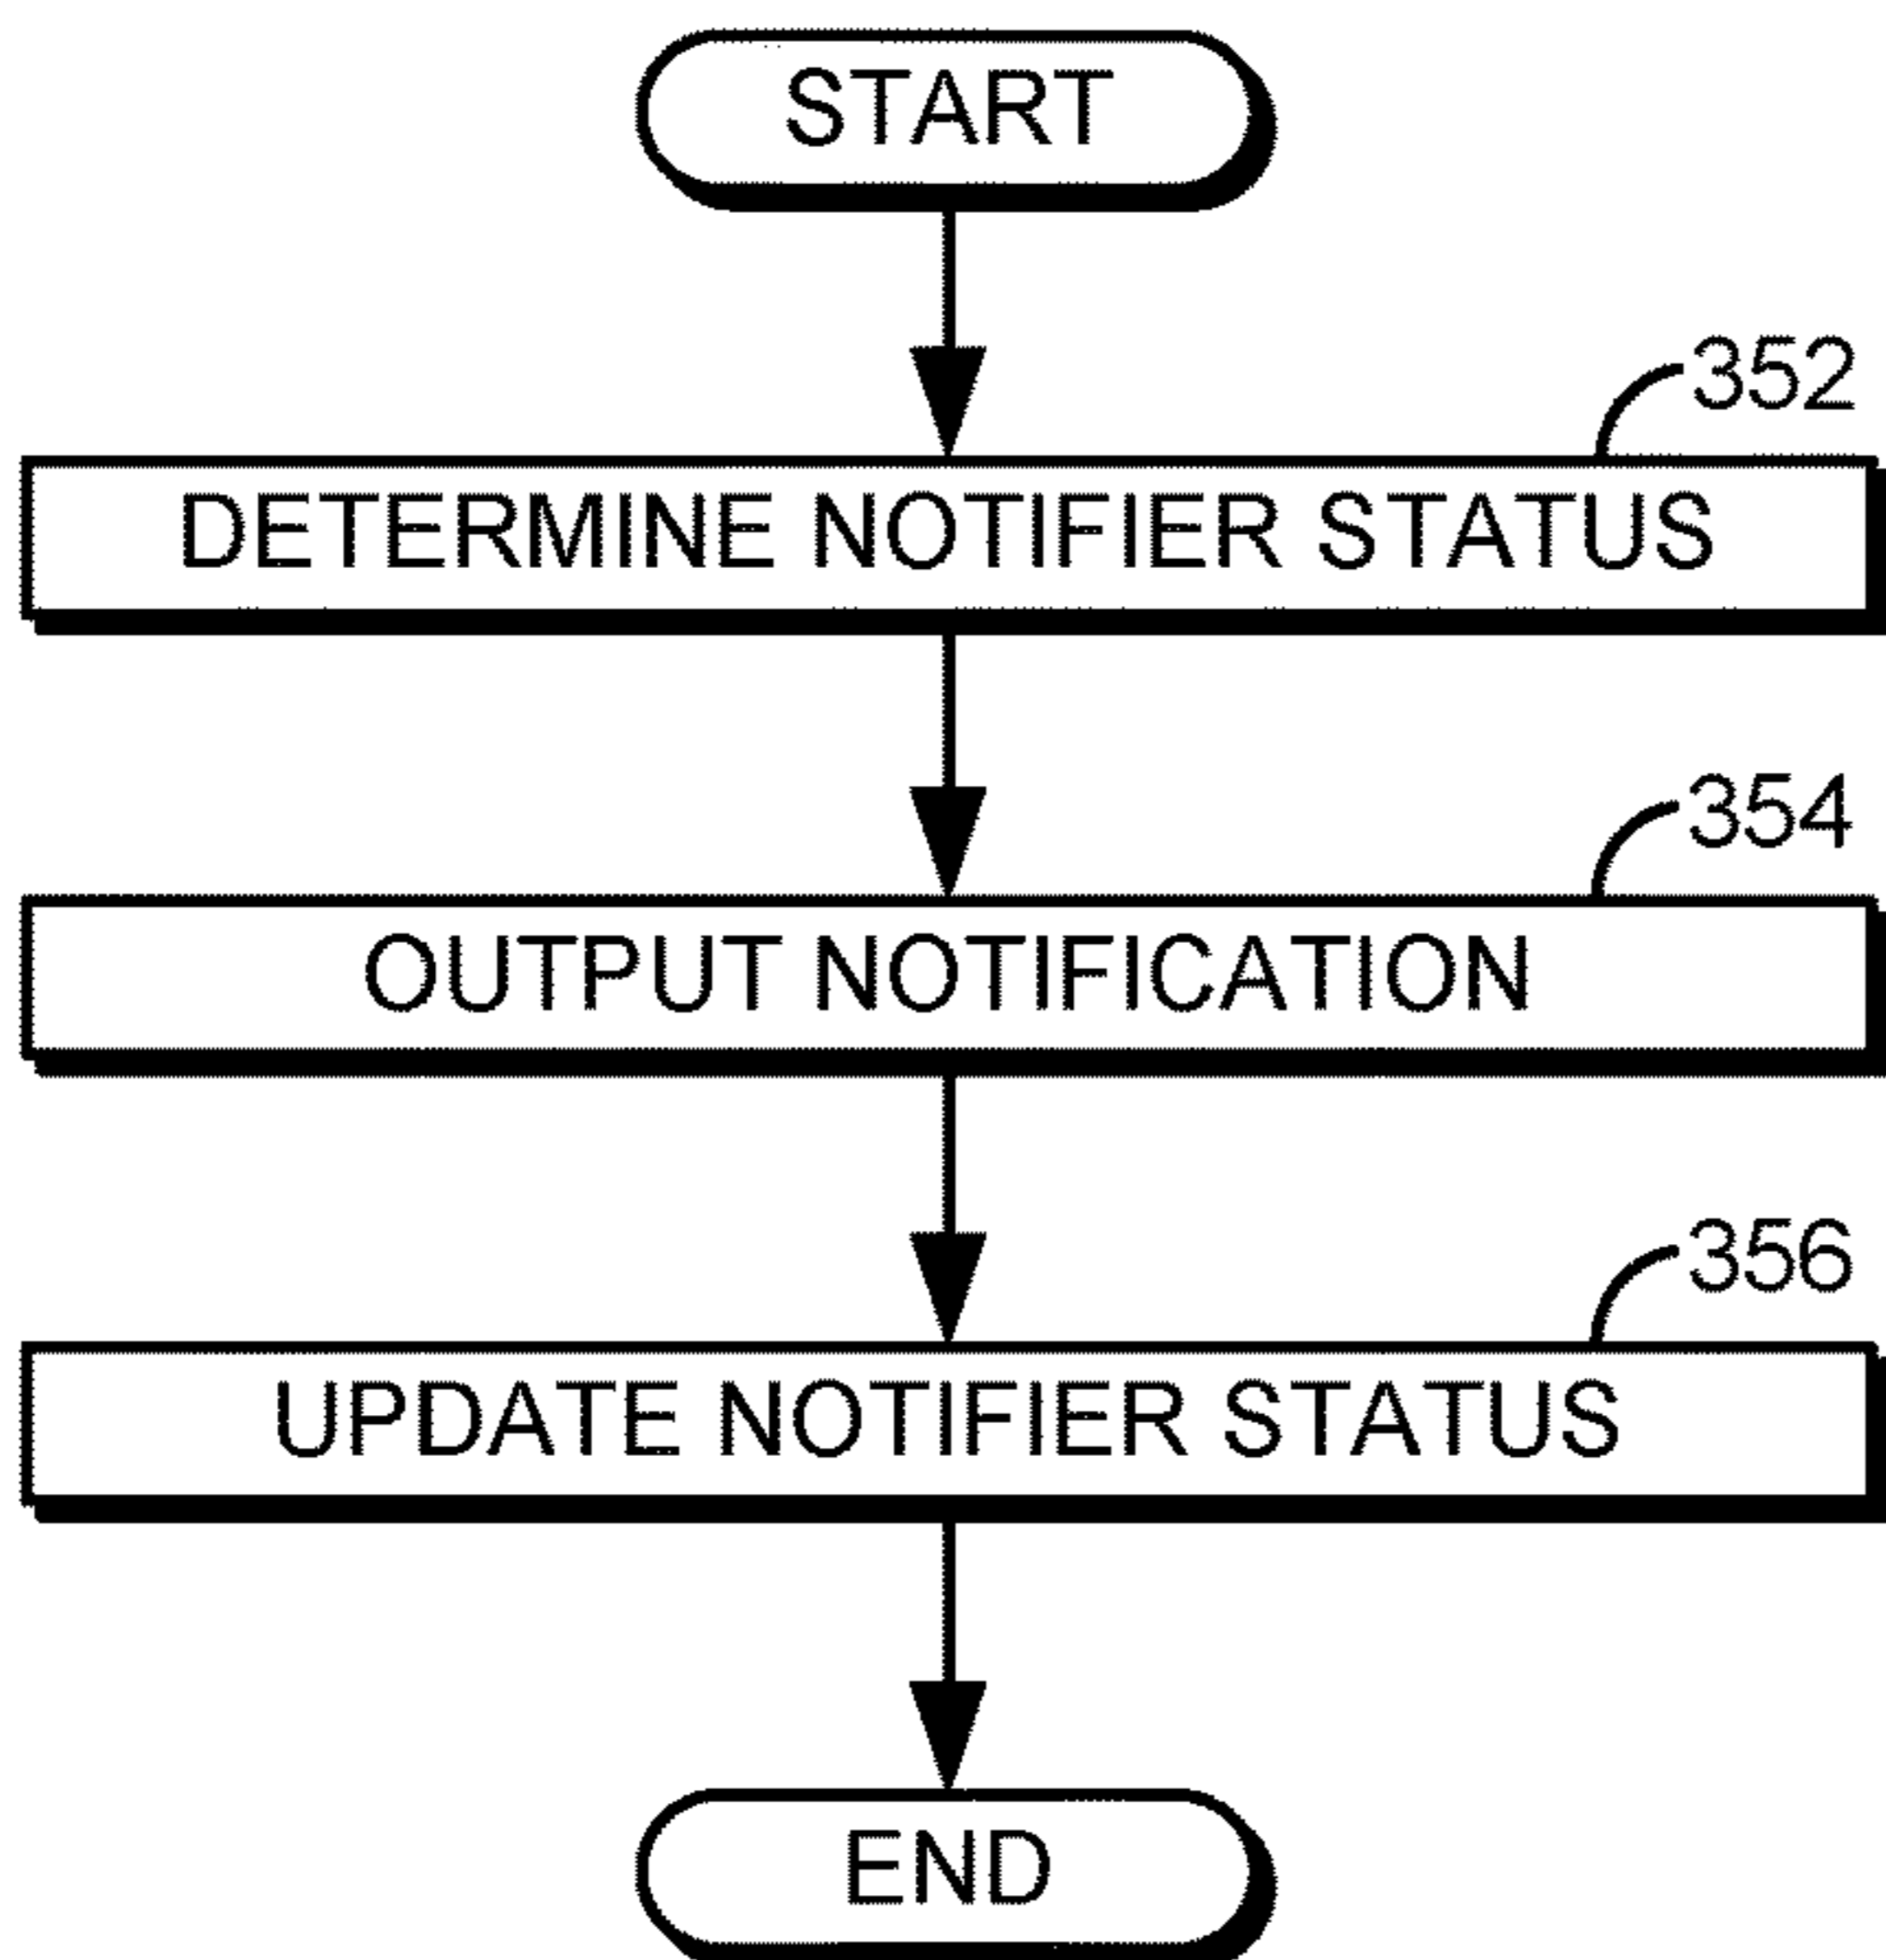 START
352
DETERMINE NOTIFIER STATUS
354
OUTPUT NOTIFICATION
356
UPDATE NOTIFIER STATUS
END